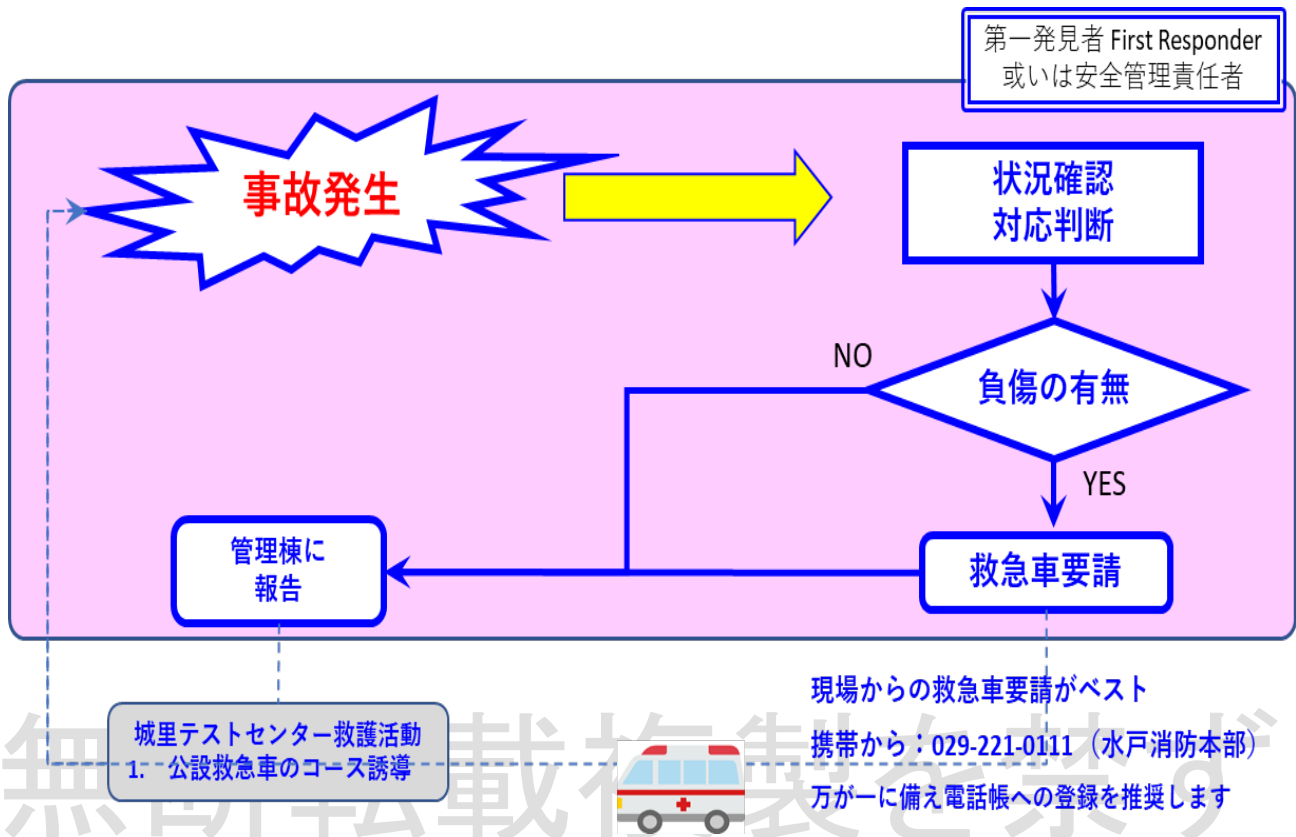 第一発見者 First Responder
或いは安全管理責任者
事故発生
状況確認
対応判断
負傷の有無
NO
YES
救急車要請
管理棟に
報告
城里テストセンター救護活動
1. 公設救急車のコース誘導
現場からの救急車要請がベスト
携帯から：029-221-0111（水戸消防本部）
万が一に備え電話帳への登録を推奨します
無断転載複製を禁ず